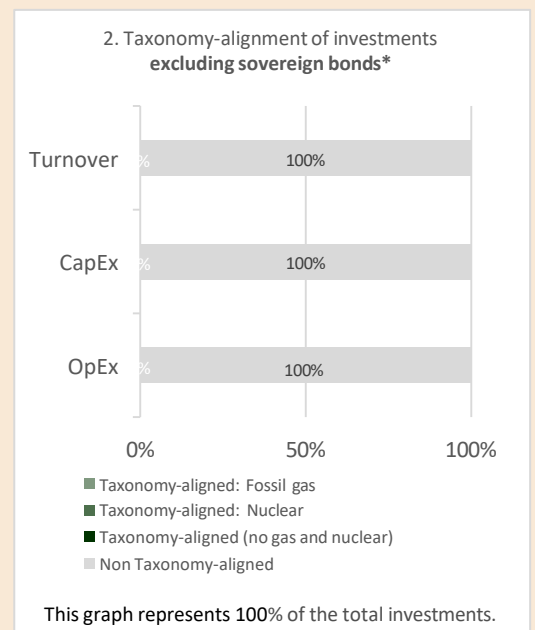 2. Taxonomy-alignment of investments
excluding sovereign bonds*
Turnover
%
100%
CapEx
%
100%
OpEx
%
100%
0%
50%
100%
Taxonomy-aligned: Fossil gas
Taxonomy-aligned: Nuclear
Taxonomy-aligned (no gas and nuclear)
Non Taxonomy-aligned
This graph represents 100% of the total investments.